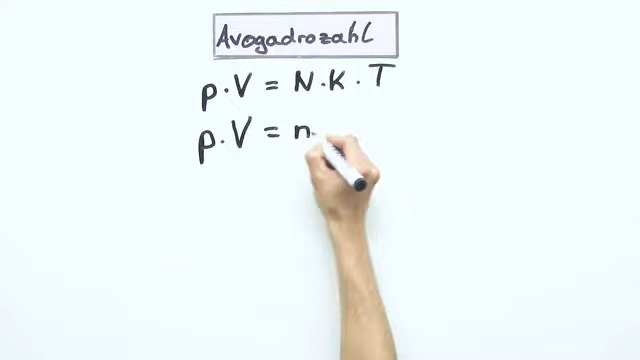 Avogadrozahl
p·V = N·K·T
p·V = n·